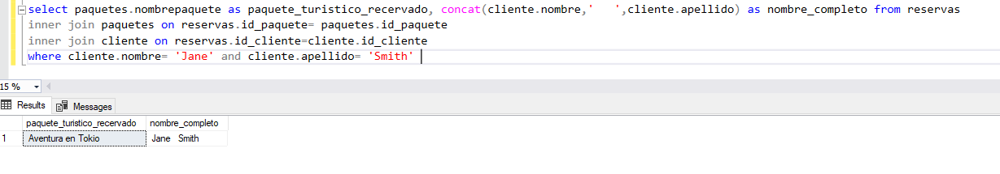 select paquetes.nombrepaquete as paquete_turistico_recervado, concat(cliente.nombre,'   ',cliente.apellido) as nombre_completo from reservas
inner join paquetes on reservas.id_paquete= paquetes.id_paquete
inner join cliente on reservas.id_cliente=cliente.id_cliente
where cliente.nombre= 'Jane' and cliente.apellido= 'Smith'
15 %
Results Messages
paquete_turistico_recervado nombre_completo
1 Aventura en Tokio Jane   Smith